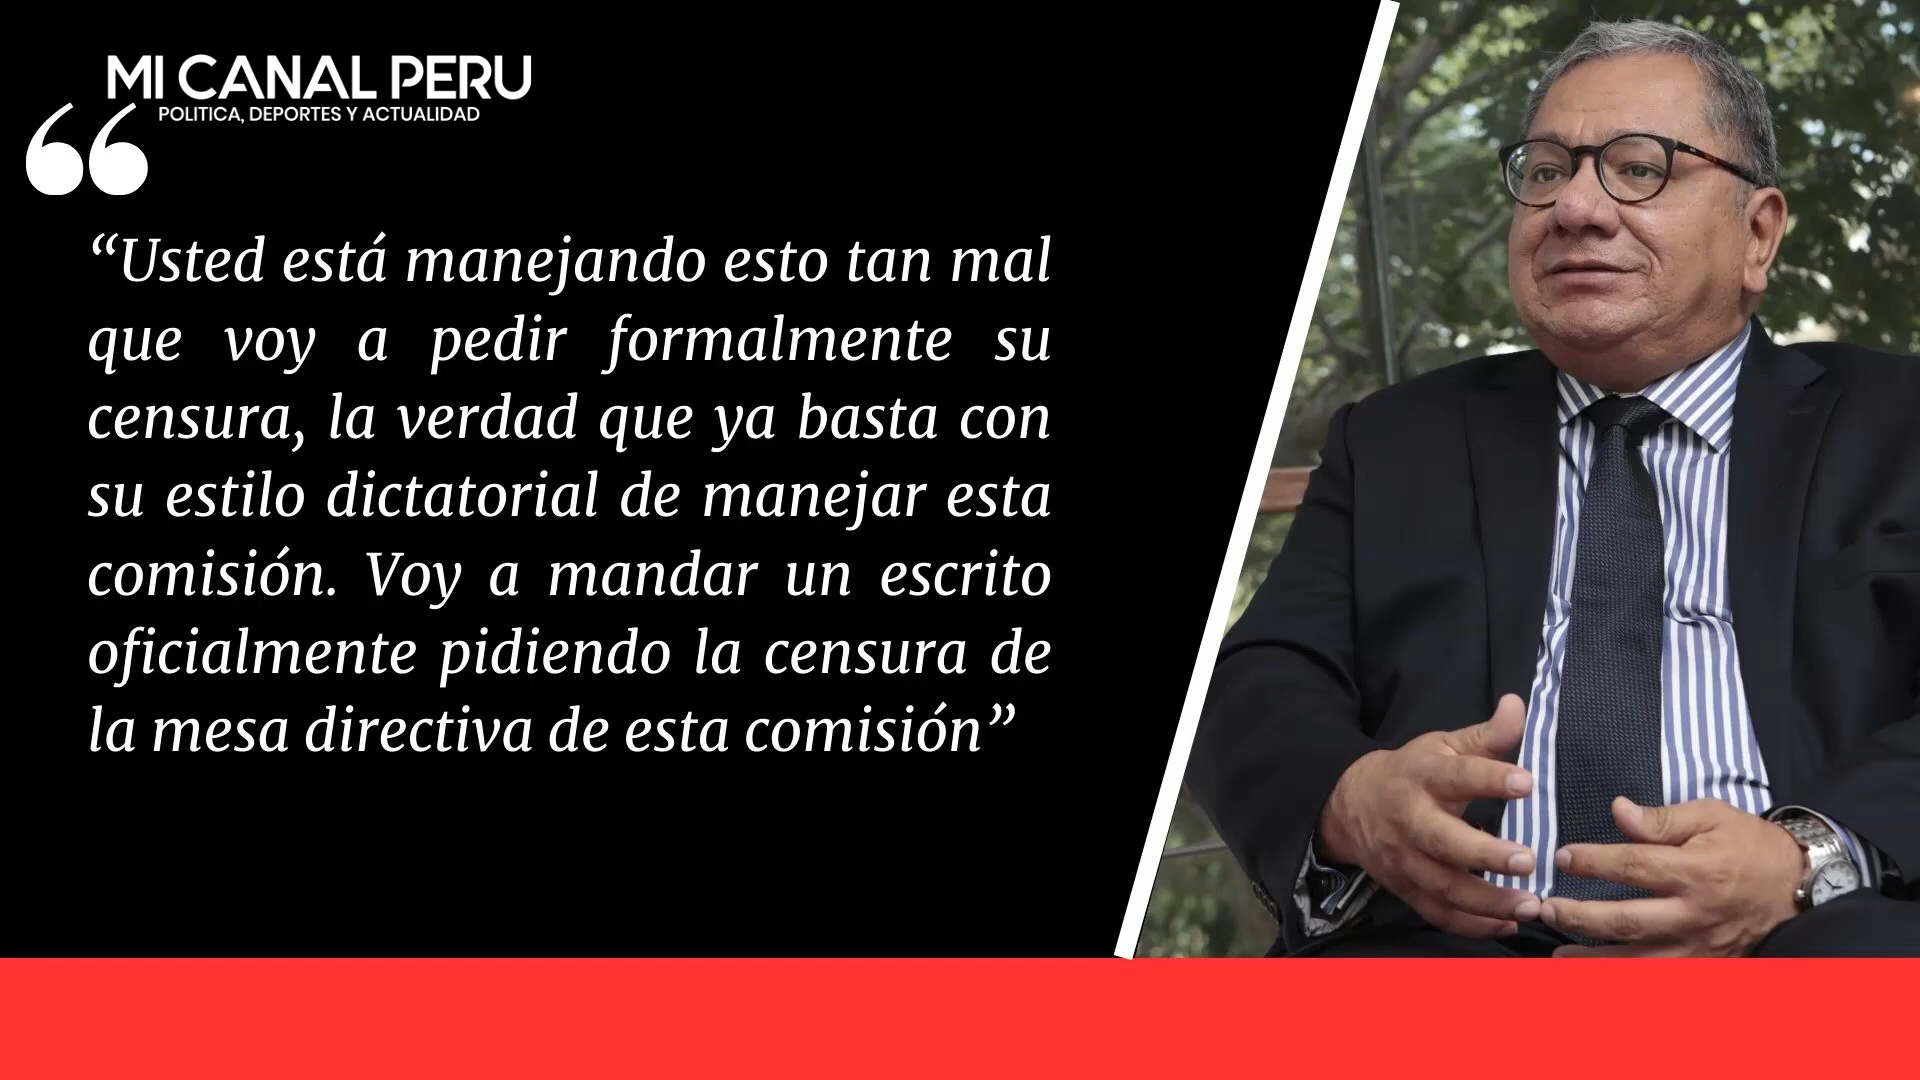 MI CANAL PERU
POLITICA, DEPORTES Y ACTUALIDAD
“
“Usted está manejando esto tan mal
que voy a pedir formalmente su
censura, la verdad que ya basta con
su estilo dictatorial de manejar esta
comisión. Voy a mandar un escrito
oficialmente pidiendo la censura de
la mesa directiva de esta comisión”